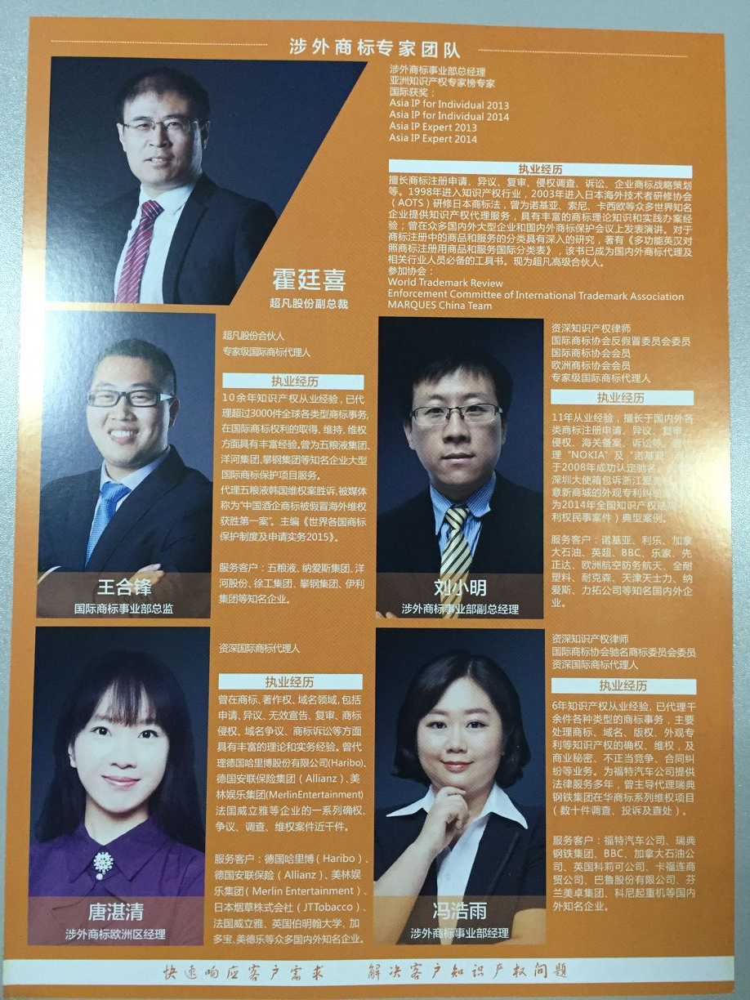 涉外商标专家团队
涉外商标事业部总经理
亚洲知识产权专家榜专家
国际获奖：
Asia IP for Individual 2013
Asia IP for Individual 2014
Asia IP Expert 2013
Asia IP Expert 2014
执业经历
擅长商标注册申请、异议、复审、侵权调查、诉讼、企业商标战略策划
等。1998年进入知识产权行业，2003年进入日本海外技术者研修协会
（AOTS）研修日本商标法，曾为诺基亚、索尼、卡西欧等众多世界知名
企业提供知识产权代理服务，具有丰富的商标理论知识和实践办案经
验；曾在众多国内外大型企业和国内外商标保护会议上发表演讲。对于
商标注册中的商品和服务的分类具有深入的研究，著有《多功能英汉对
照商标注册用商品和服务国际分类表》，该书已成为国内外商标代理及
相关行业人员必备的工具书。现为超凡高级合伙人。
参加协会：
World Trademark Review
Enforcement Committee of International Trademark Association
MARQUES China Team
霍廷喜
超凡股份副总裁
超凡股份合伙人
专家级国际商标代理人
执业经历
10余年知识产权从业经验，已代
理超过3000件全球各类型商标事务，
在国际商标权利的取得、维持、维权
方面具有丰富经验，曾为五粮液集团、
洋河集团、攀钢集团等知名企业大型
国际商标保护项目服务。
代理五粮液韩国维权案胜诉，被媒体
称为“中国酒企商标被假冒海外维权
获胜第一案”。主编《世界各国商标
保护制度及申请实务2015》。
服务客户：五粮液、纳爱斯集团、洋
河股份、徐工集团、攀钢集团、伊利
集团等知名企业。
王合锋
国际商标事业部总监
资深知识产权律师
国际商标协会反假冒委员会委员
国际商标协会会员
欧洲商标协会会员
专家级国际商标代理人
执业经历
11年从业经验，擅长于国内外各
类商标注册申请、异议、复审、
侵权、海关备案、诉讼等。
理“NOKIA”及“诺基亚
于2008年成功认定驰名
深圳大使箱包诉浙江爱
意新商城的外观专利纠纷
为2014年全国知识产权法院
利权民事案件）典型案例。
服务客户：诺基亚、利乐、加拿
大石油、英超、BBC、乐家、先
正达、欧洲航空防务航天、全耐
塑料、耐克森、天津天士力、纳
爱斯、力拓公司等知名国内外企
业。
刘小明
涉外商标事业部副总经理
资深国际商标代理人
执业经历
曾在商标、著作权、域名领域，包括
申请、异议、无效宣告、复审、商标
侵权、域名争议、商标诉讼等方面
具有丰富的理论和实务经验。曾代
理德国哈里博股份有限公司(Haribo)、
德国安联保险集团（Allianz）、美
林娱乐集团(MerlinEntertainment)
法国威立雅等企业的一系列确权、
争议、调查、维权案件近千件。
服务客户：德国哈里博（Haribo）、
德国安联保险（Allianz）、美林娱
乐集团（Merlin Entertainment）、
日本烟草株式会社（JTTobacco）、
法国威立雅、英国伯明翰大学、加
多宝、美德乐等众多国内外知名企业。
唐湛清
涉外商标欧洲区经理
资深知识产权律师
国际商标协会驰名商标委员会委员
资深国际商标代理人
执业经历
6年知识产权从业经验，已代理千
余件各种类型的商标事务，主要
处理商标、域名、版权、外观专
利等知识产权的确权、维权，及
商业秘密、不正当竞争、合同纠
纷等业务。为福特汽车公司提供
法律服务多年，曾主导代理瑞典
钢铁集团在华商标系列维权项目
（数十件调查、投诉及查处）。
服务客户：福特汽车公司、瑞典
钢铁集团、BBC、加拿大石油公
司、英国科莉可公司、卡福连商
贸公司、巴鲁股份有限公司、芬
兰美卓集团、科尼起重机等国内
外知名企业。
冯浩雨
涉外商标事业部经理
快速响应客户需求 解决客户知识产权问题